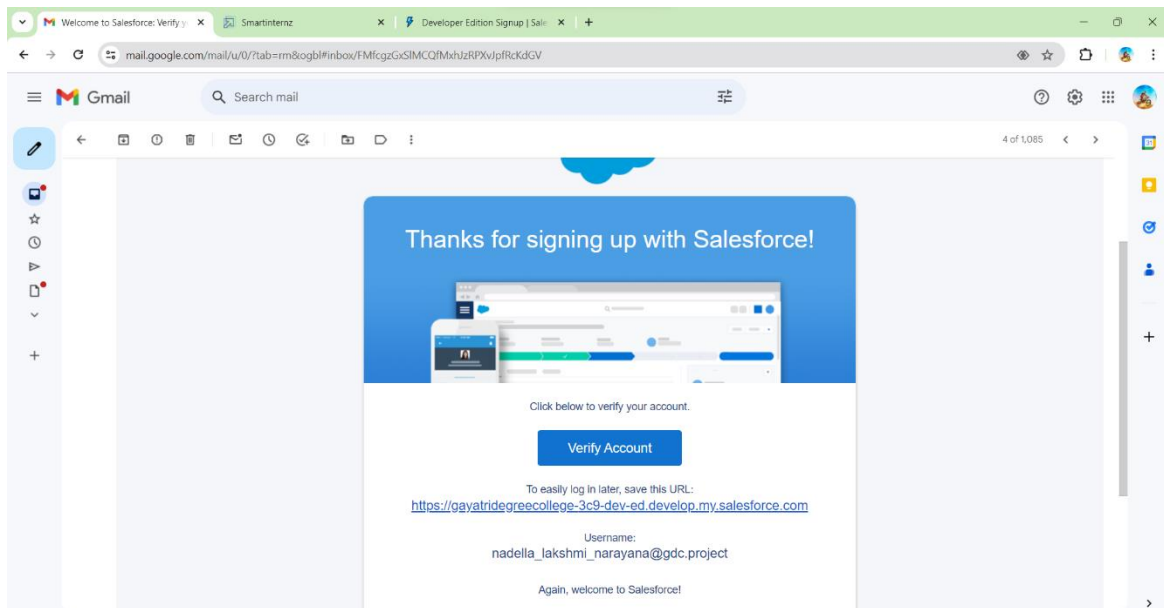 Welcome to Salesforce: Verify y
Smartinternz
Developer Edition Signup | Sale
mail.google.com/mail/u/0/?tab=rm&ogbl#inbox/FMfcgzGxSlMCQfMxhJzRPXvJpfRcKdGV
Gmail
Search mail
4 of 1,085
Thanks for signing up with Salesforce!
Click below to verify your account.
Verify Account
To easily log in later, save this URL:
https://gayatridegreecollege-3c9-dev-ed.develop.my.salesforce.com
Username:
nadella_lakshmi_narayana@gdc.project
Again, welcome to Salesforce!